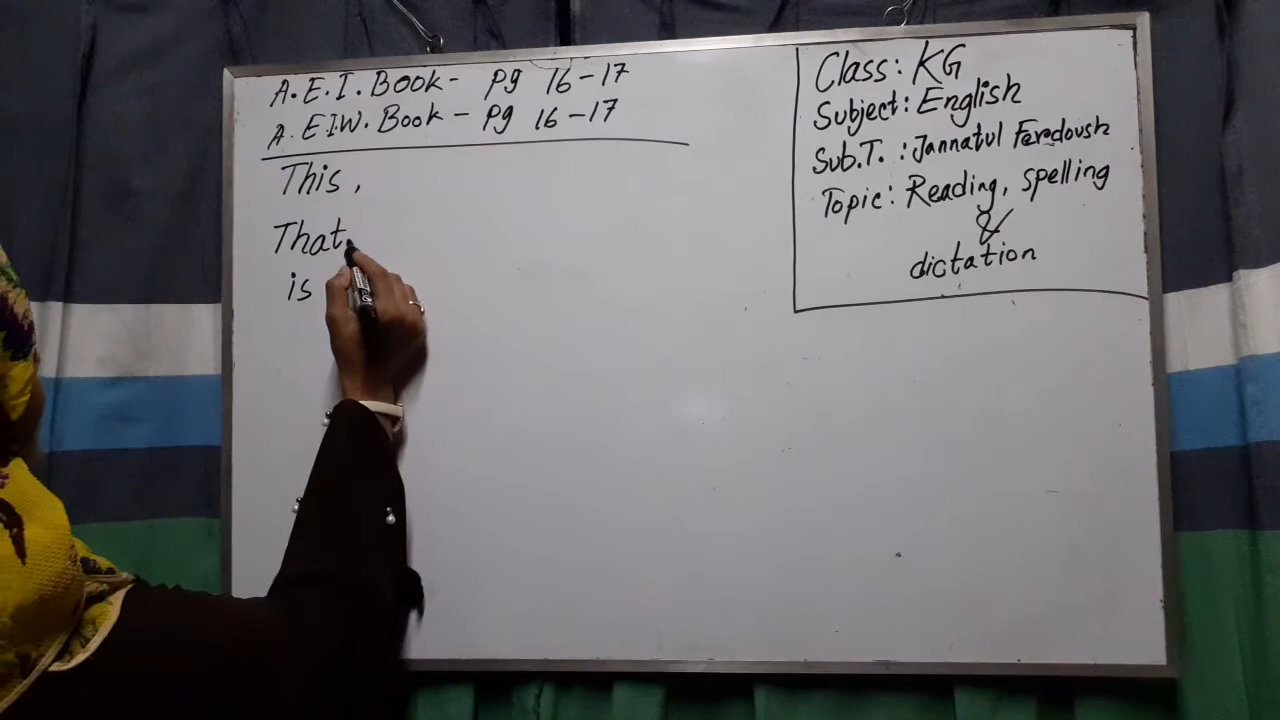 A.E.I.Book- Pg 16-17
A.EIW.Book - Pg 16-17
This,
That,
is
Class: KG
Subject: English
Sub.T. : Jannatul Feredoush
Topic: Reading, spelling
&
dictation